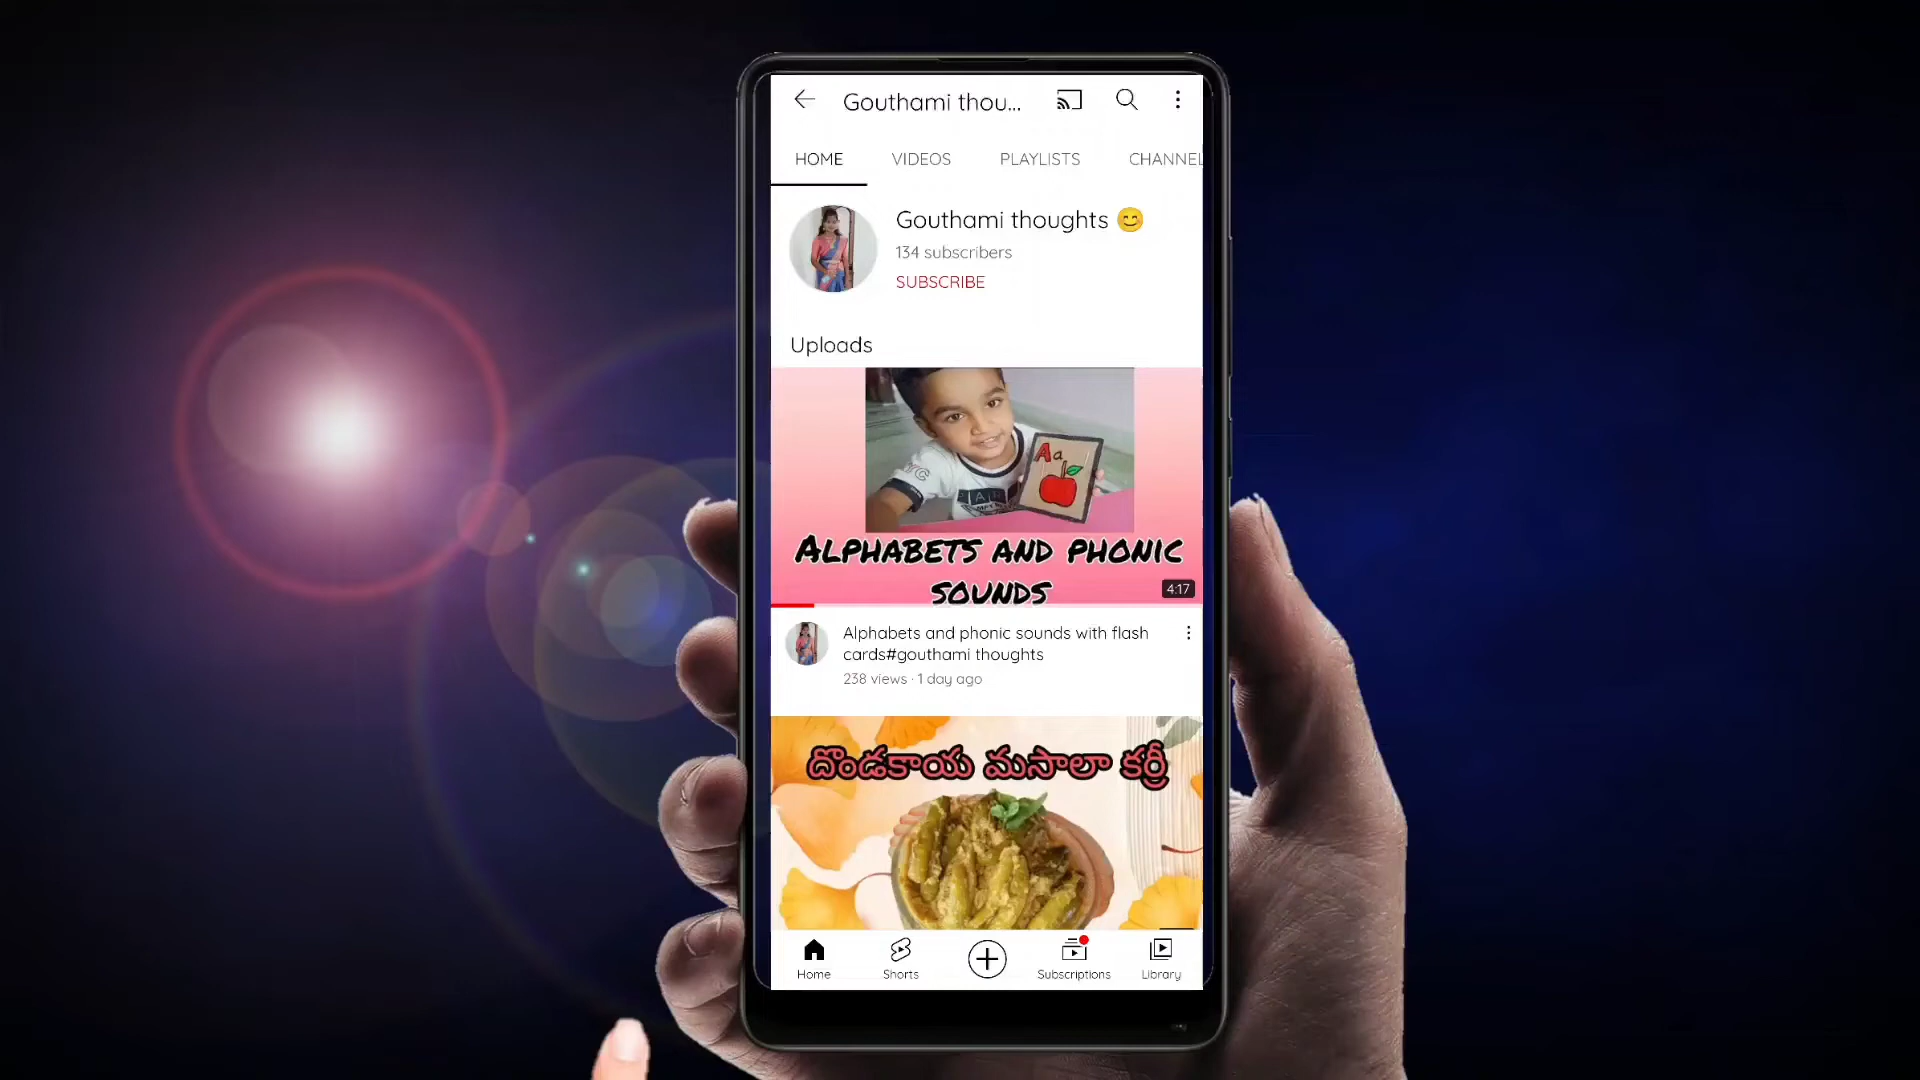 Gouthami thou...
HOME VIDEOS PLAYLISTS CHANNEL
Gouthami thoughts 😊
134 subscribers
SUBSCRIBE
Uploads
Aa
ALPHABETS AND PHONIC
SOUNDS
4:17
Alphabets and phonic sounds with flash
cards#gouthami thoughts
238 views · 1 day ago
దొండకాయ మసాలా కర్రీ
Home Shorts Subscriptions Library